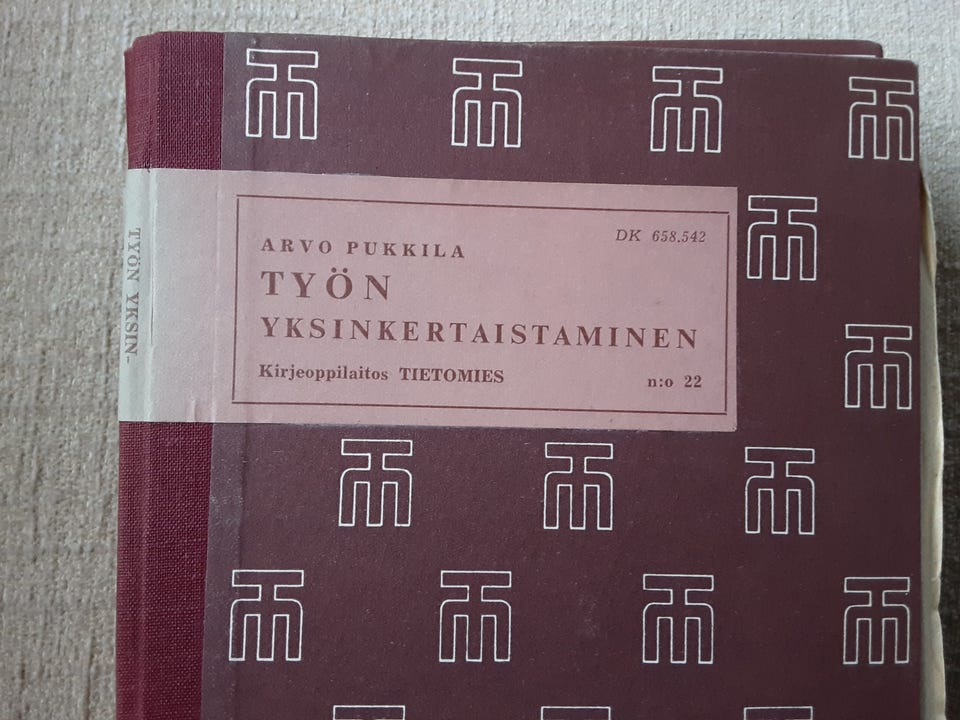 DK 658.542
ARVO PUKKILA
TYÖN
YKSINKERTAISTAMINEN
Kirjeoppilaitos TIETOMIES n:o 22
TYÖN YKSIN-